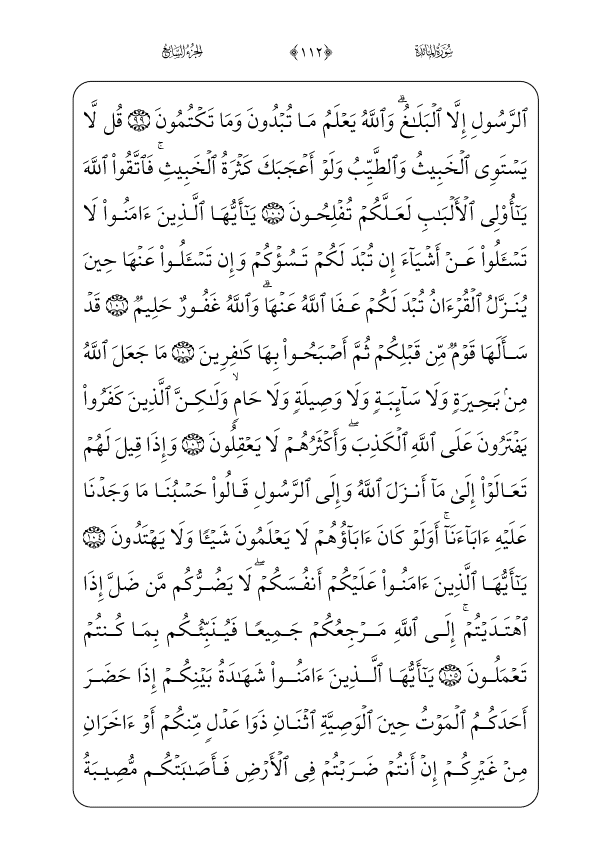 سُورَةُ المَائدة ﴿١١٢﴾ الجُزءُ السَّابِعُ
ٱلرَّسُولِ إِلَّا ٱلْبَلَٰغُۗ وَٱللَّهُ يَعْلَمُ مَا تُبْدُونَ وَمَا تَكْتُمُونَ ٩٩ قُل لَّا
يَسْتَوِى ٱلْخَبِيثُ وَٱلطَّيِّبُ وَلَوْ أَعْجَبَكَ كَثْرَةُ ٱلْخَبِيثِۚ فَٱتَّقُوا۟ ٱللَّهَ
يَٰٓأُو۟لِى ٱلْأَلْبَٰبِ لَعَلَّكُمْ تُفْلِحُونَ ١٠٠ يَٰٓأَيُّهَا ٱلَّذِينَ ءَامَنُوا۟ لَا
تَسْـَٔلُوا۟ عَنْ أَشْيَآءَ إِن تُبْدَ لَكُمْ تَسُؤْكُمْ وَإِن تَسْـَٔلُوا۟ عَنْهَا حِينَ
يُنَزَّلُ ٱلْقُرْءَانُ تُبْدَ لَكُمْ عَفَا ٱللَّهُ عَنْهَاۗ وَٱللَّهُ غَفُورٌ حَلِيمٌ ١٠١ قَدْ
سَأَلَهَا قَوْمٌ مِّن قَبْلِكُمْ ثُمَّ أَصْبَحُوا۟ بِهَا كَٰفِرِينَ ١٠٢ مَا جَعَلَ ٱللَّهُ
مِنۢ بَحِيرَةٍ وَلَا سَآئِبَةٍ وَلَا وَصِيلَةٍ وَلَا حَامٍۙ وَلَٰكِنَّ ٱلَّذِينَ كَفَرُوا۟
يَفْتَرُونَ عَلَى ٱللَّهِ ٱلْكَذِبَۖ وَأَكْثَرُهُمْ لَا يَعْقِلُونَ ١٠٣ وَإِذَا قِيلَ لَهُمْ
تَعَالَوْا۟ إِلَىٰ مَآ أَنزَلَ ٱللَّهُ وَإِلَى ٱلرَّسُولِ قَالُوا۟ حَسْبُنَا مَا وَجَدْنَا
عَلَيْهِ ءَابَآءَنَآۚ أَوَلَوْ كَانَ ءَابَآؤُهُمْ لَا يَعْلَمُونَ شَيْـًٔا وَلَا يَهْتَدُونَ ١٠٤
يَٰٓأَيُّهَا ٱلَّذِينَ ءَامَنُوا۟ عَلَيْكُمْ أَنفُسَكُمْۖ لَا يَضُرُّكُم مَّن ضَلَّ إِذَا
ٱهْتَدَيْتُمْۚ إِلَى ٱللَّهِ مَرْجِعُكُمْ جَمِيعًا فَيُنَبِّئُكُم بِمَا كُنتُمْ
تَعْمَلُونَ ١٠٥ يَٰٓأَيُّهَا ٱلَّذِينَ ءَامَنُوا۟ شَهَٰدَةُ بَيْنِكُمْ إِذَا حَضَرَ
أَحَدَكُمُ ٱلْمَوْتُ حِينَ ٱلْوَصِيَّةِ ٱثْنَانِ ذَوَا عَدْلٍ مِّنكُمْ أَوْ ءَاخَرَانِ
مِنْ غَيْرِكُمْ إِنْ أَنتُمْ ضَرَبْتُمْ فِى ٱلْأَرْضِ فَأَصَٰبَتْكُم مُّصِيبَةُ